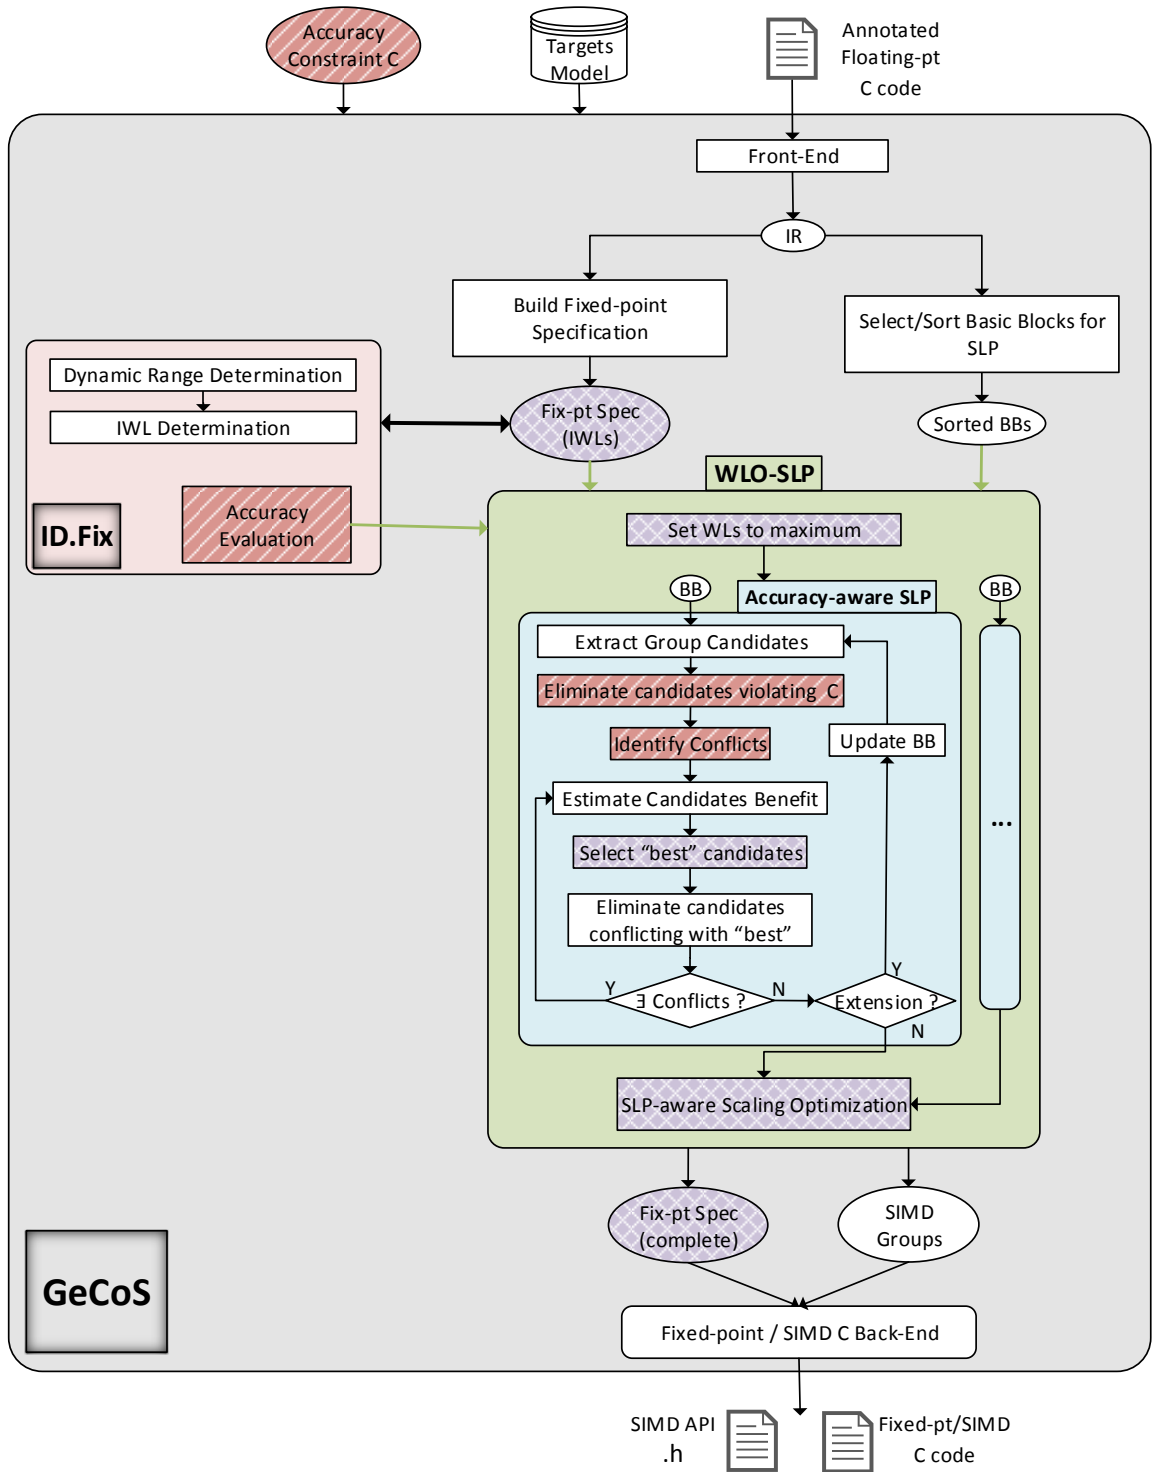 Accuracy
Constraint C
Targets
Model
Annotated
Floating-pt
C code
Front-End
IR
Build Fixed-point
Specification
Select/Sort Basic Blocks for
SLP
Dynamic Range Determination
IWL Determination
Fix-pt Spec
(IWLs)
Sorted BBs
WLO-SLP
ID.Fix
Accuracy
Evaluation
Set WLs to maximum
BB
Accuracy-aware SLP
BB
Extract Group Candidates
Eliminate candidates violating C
Identify Conflicts
Update BB
Estimate Candidates Benefit
...
Select “best” candidates
Eliminate candidates
conflicting with “best”
Y
∃ Conflicts ?
N
Extension ?
Y
N
SLP-aware Scaling Optimization
Fix-pt Spec
(complete)
SIMD
Groups
GeCoS
Fixed-point / SIMD C Back-End
SIMD API
.h
Fixed-pt/SIMD
C code